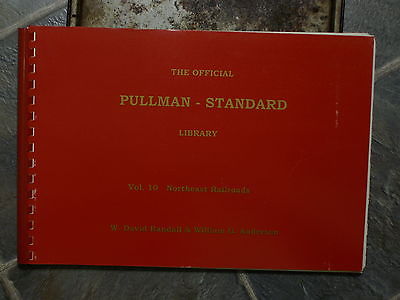 THE OFFICIAL
PULLMAN - STANDARD
LIBRARY
Vol. 10 Northeast Railroads
W. David Randall & William G. Anderson